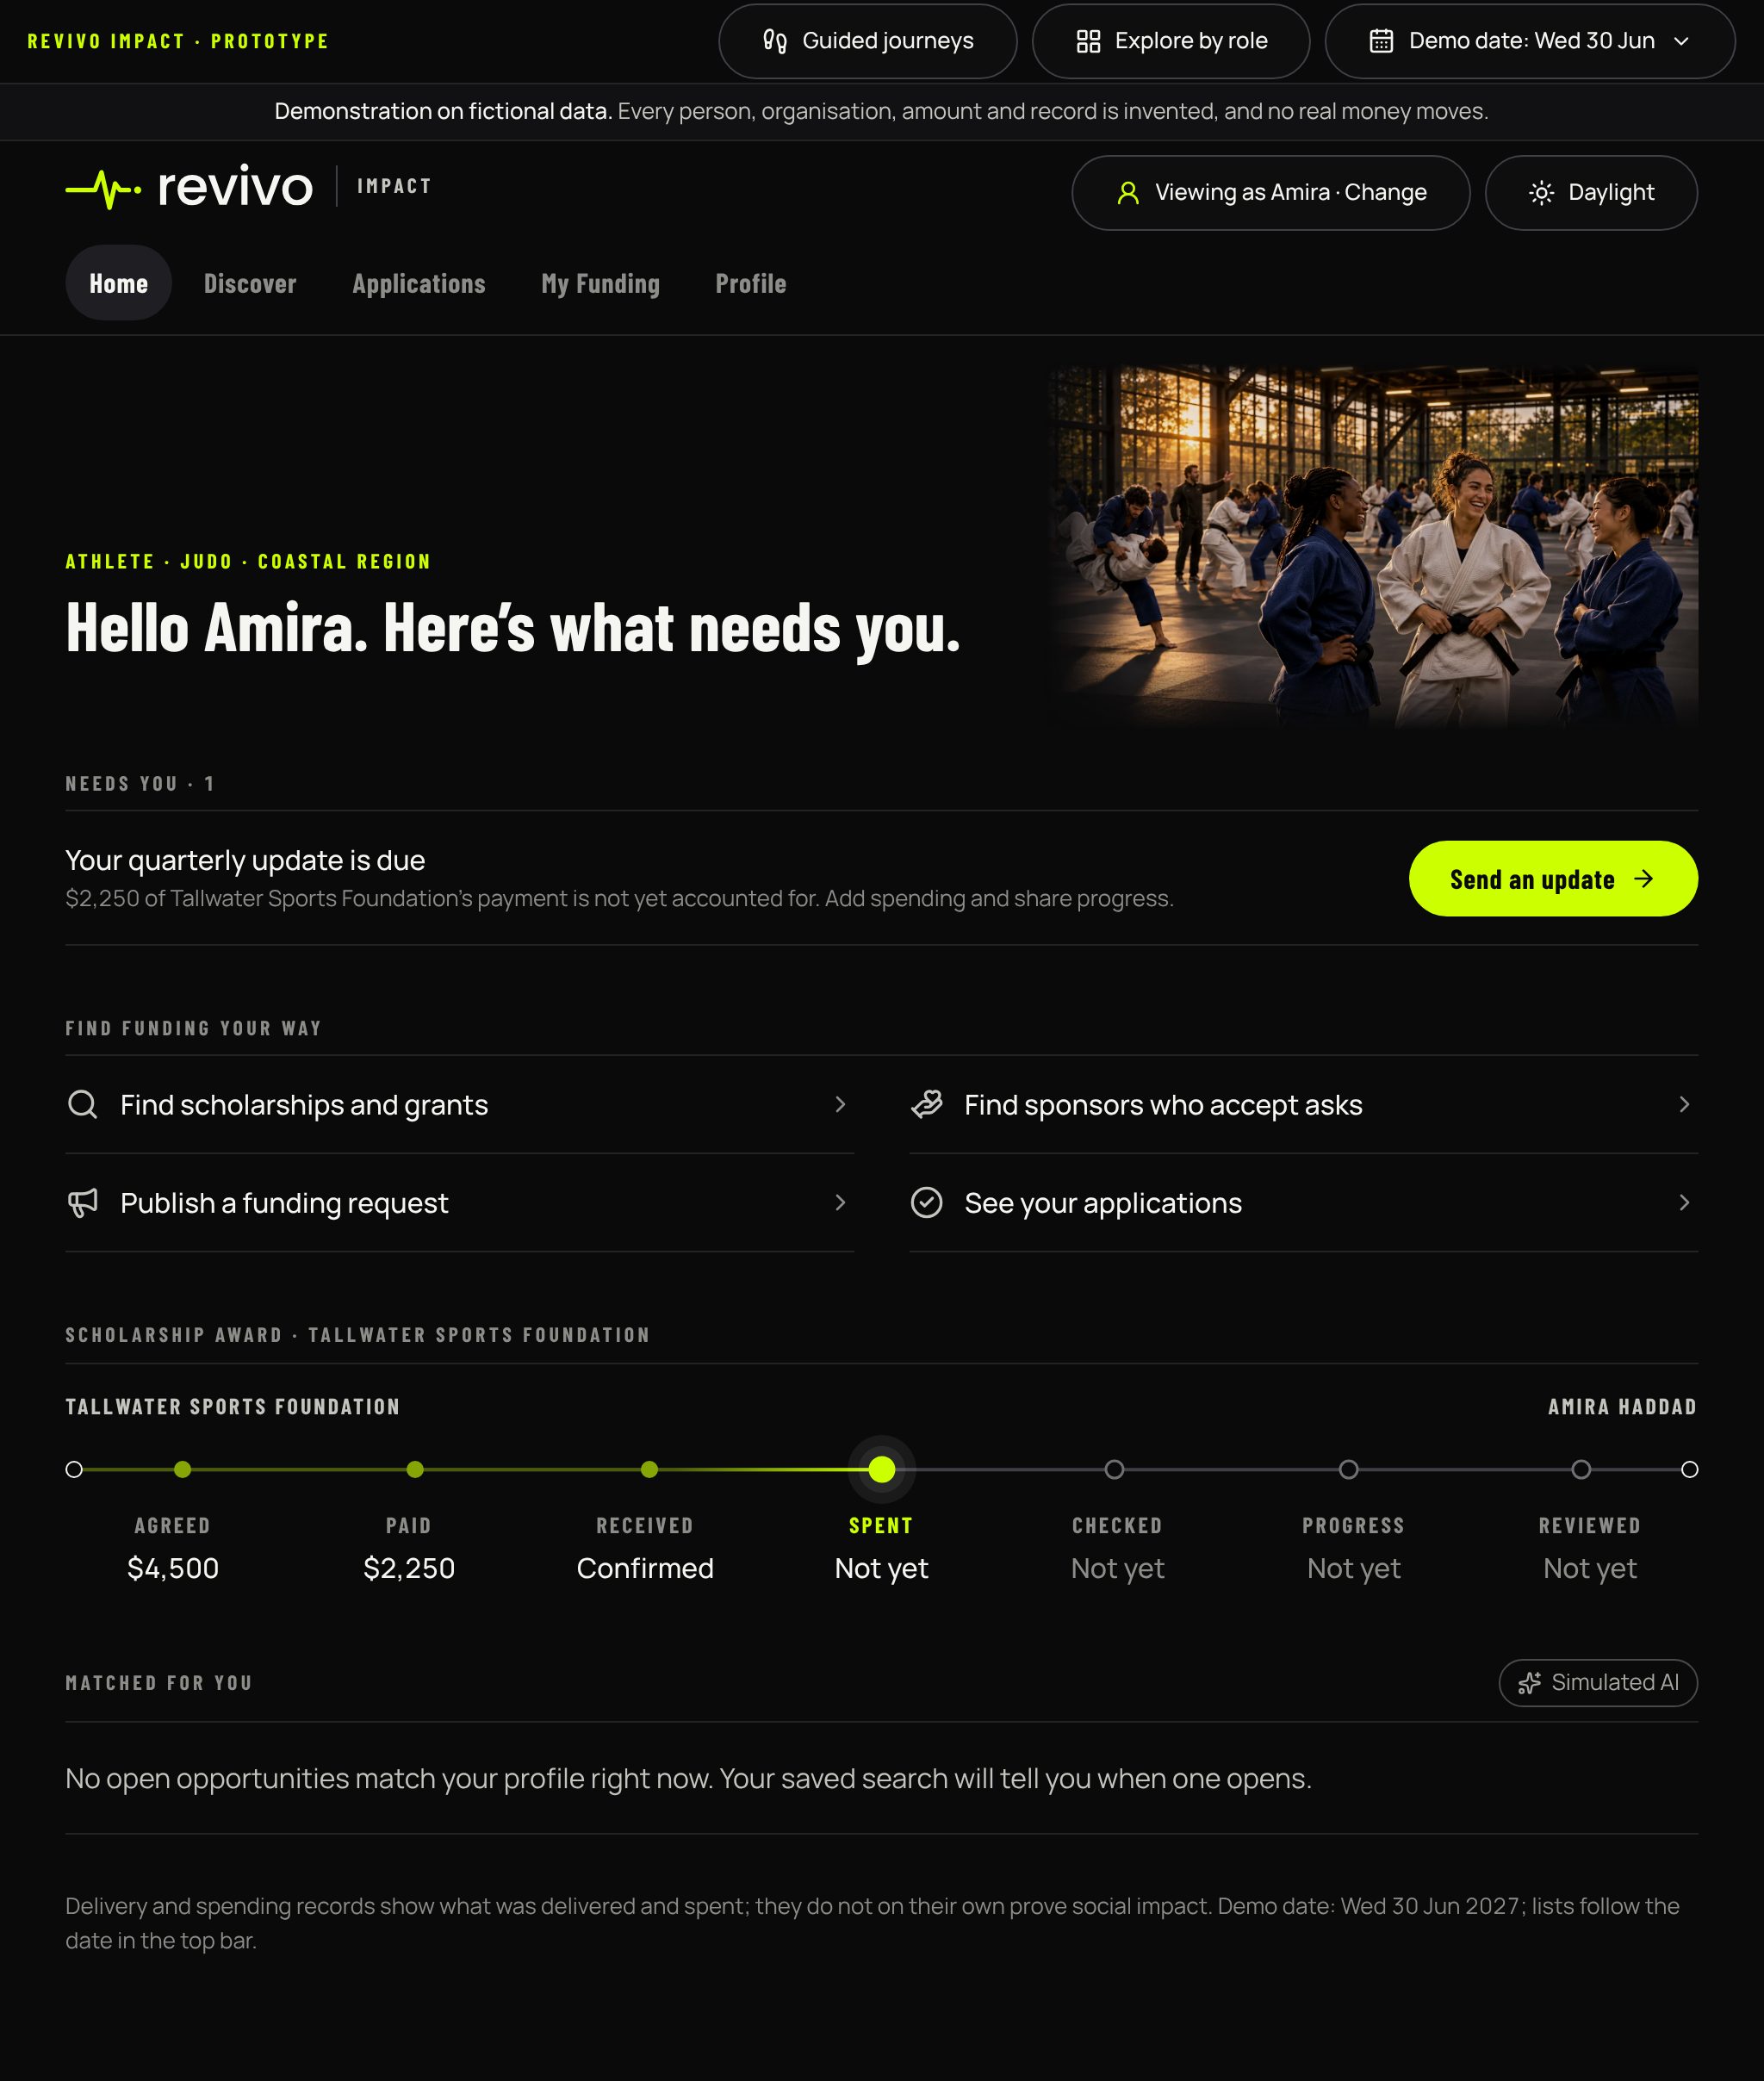 REVIVO IMPACT · PROTOTYPE
Guided journeys
Explore by role
Demo date: Wed 30 Jun
Demonstration on fictional data. Every person, organisation, amount and record is invented, and no real money moves.
revivo
IMPACT
Viewing as Amira · Change
Daylight
Home
Discover
Applications
My Funding
Profile
ATHLETE · JUDO · COASTAL REGION
Hello Amira. Here’s what needs you.
NEEDS YOU · 1
Your quarterly update is due
$2,250 of Tallwater Sports Foundation’s payment is not yet accounted for. Add spending and share progress.
Send an update
FIND FUNDING YOUR WAY
Find scholarships and grants
Find sponsors who accept asks
Publish a funding request
See your applications
SCHOLARSHIP AWARD · TALLWATER SPORTS FOUNDATION
TALLWATER SPORTS FOUNDATION
AMIRA HADDAD
AGREED
PAID
RECEIVED
SPENT
CHECKED
PROGRESS
REVIEWED
$4,500
$2,250
Confirmed
Not yet
Not yet
Not yet
Not yet
MATCHED FOR YOU
Simulated AI
No open opportunities match your profile right now. Your saved search will tell you when one opens.
Delivery and spending records show what was delivered and spent; they do not on their own prove social impact. Demo date: Wed 30 Jun 2027; lists follow the
date in the top bar.